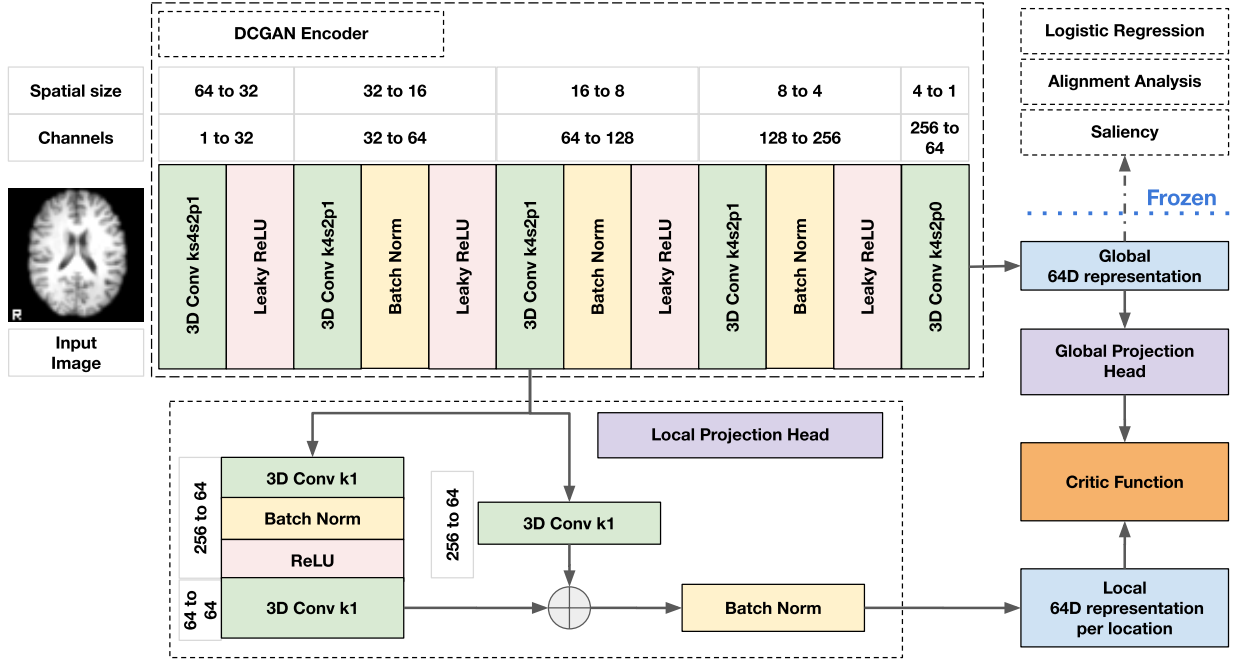 DCGAN Encoder
Spatial size
64 to 32
32 to 16
16 to 8
8 to 4
4 to 1
Channels
1 to 32
32 to 64
64 to 128
128 to 256
256 to
64
3D Conv ks4s2p1
Leaky ReLU
3D Conv k4s2p1
Batch Norm
Leaky ReLU
3D Conv k4s2p1
Batch Norm
Leaky ReLU
3D Conv k4s2p1
Batch Norm
Leaky ReLU
3D Conv k4s2p0
R
Input
Image
Logistic Regression
Alignment Analysis
Saliency
Frozen
Global
64D representation
Global Projection
Head
Critic Function
Local
64D representation
per location
Local Projection Head
256 to 64
3D Conv k1
Batch Norm
ReLU
64 to
64
3D Conv k1
256 to 64
3D Conv k1
Batch Norm